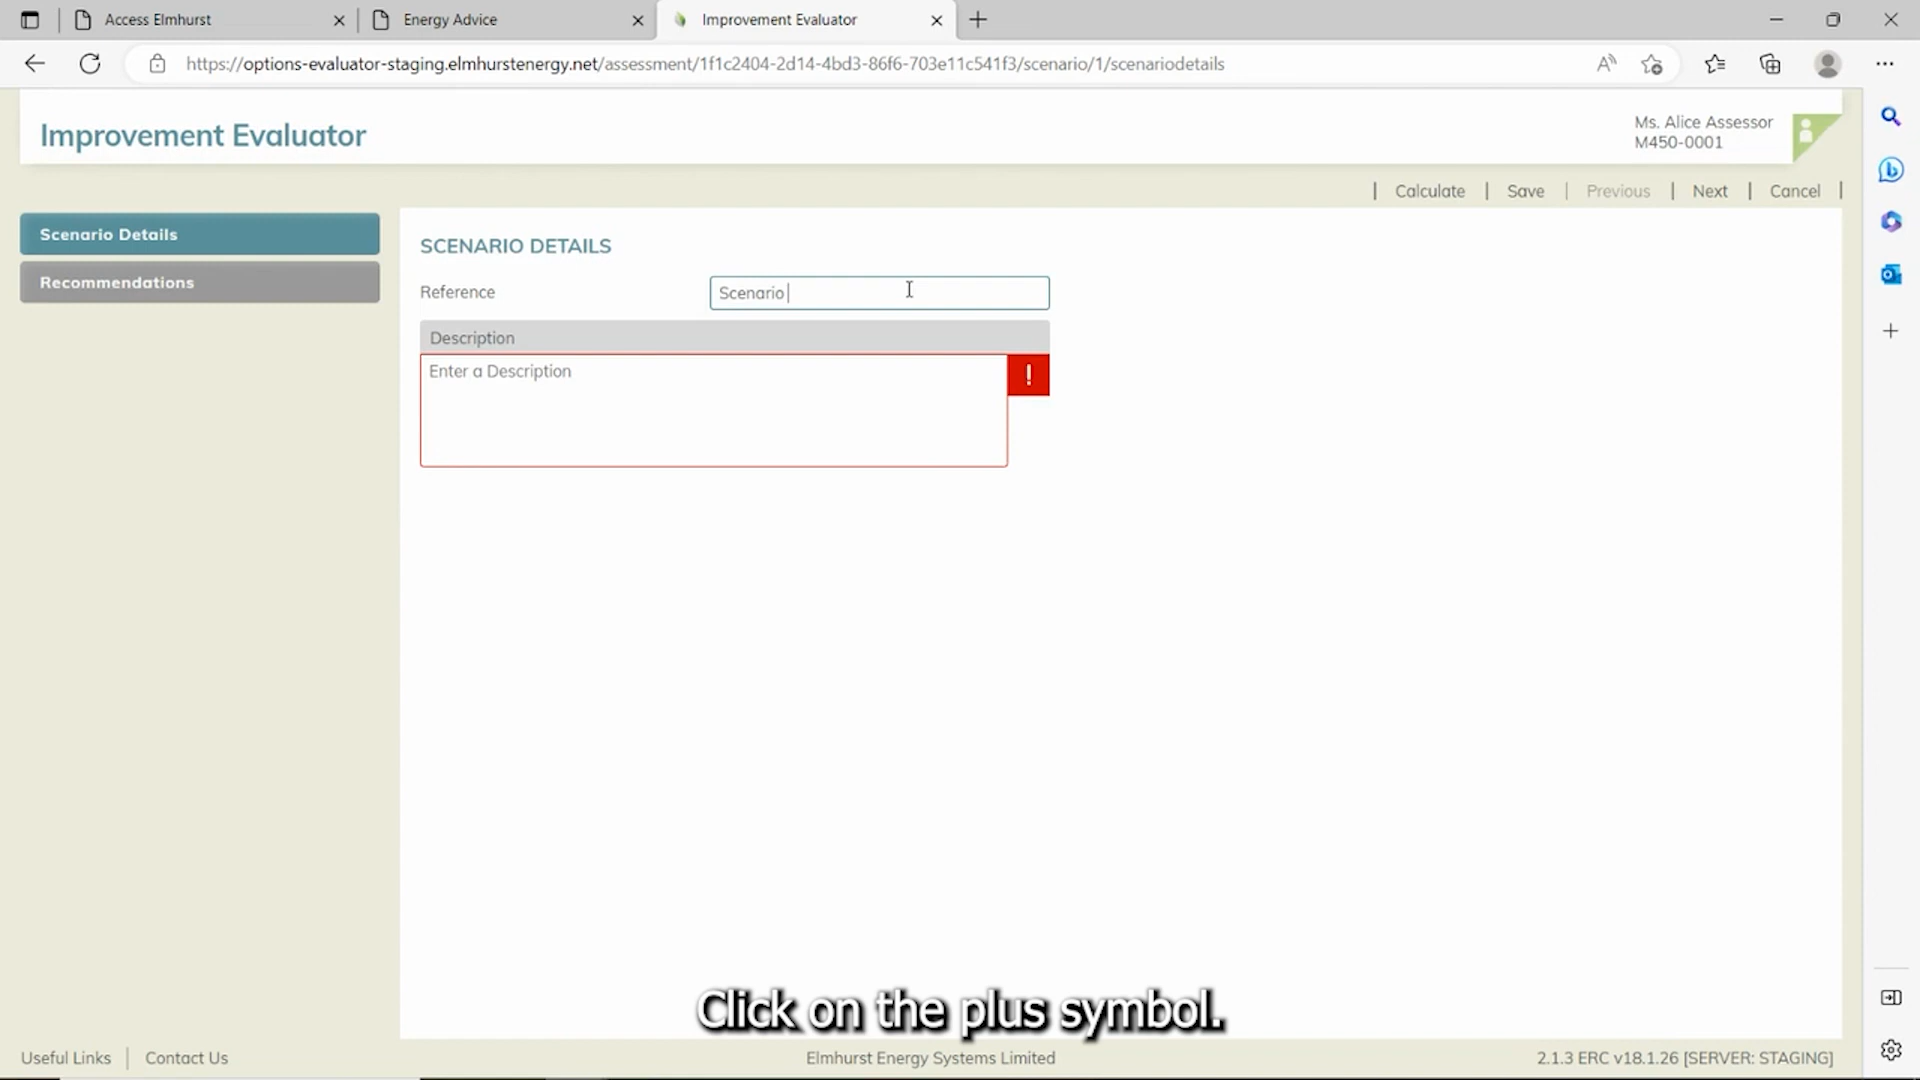 Access Elmhurst
Energy Advice
Improvement Evaluator
https://options-evaluator-staging.elmhurstenergy.net/assessment/1f1c2404-2d14-4bd3-86f6-703e11c541f3/scenario/1/scenariodetails
Improvement Evaluator
Ms. Alice Assessor
M450-0001
Calculate | Save | Previous | Next | Cancel
Scenario Details
Recommendations
SCENARIO DETAILS
Reference
Scenario
Description
Enter a Description
!
Click on the plus symbol.
Useful Links
Contact Us
Elmhurst Energy Systems Limited
2.1.3 ERC v18.1.26 [SERVER: STAGING]